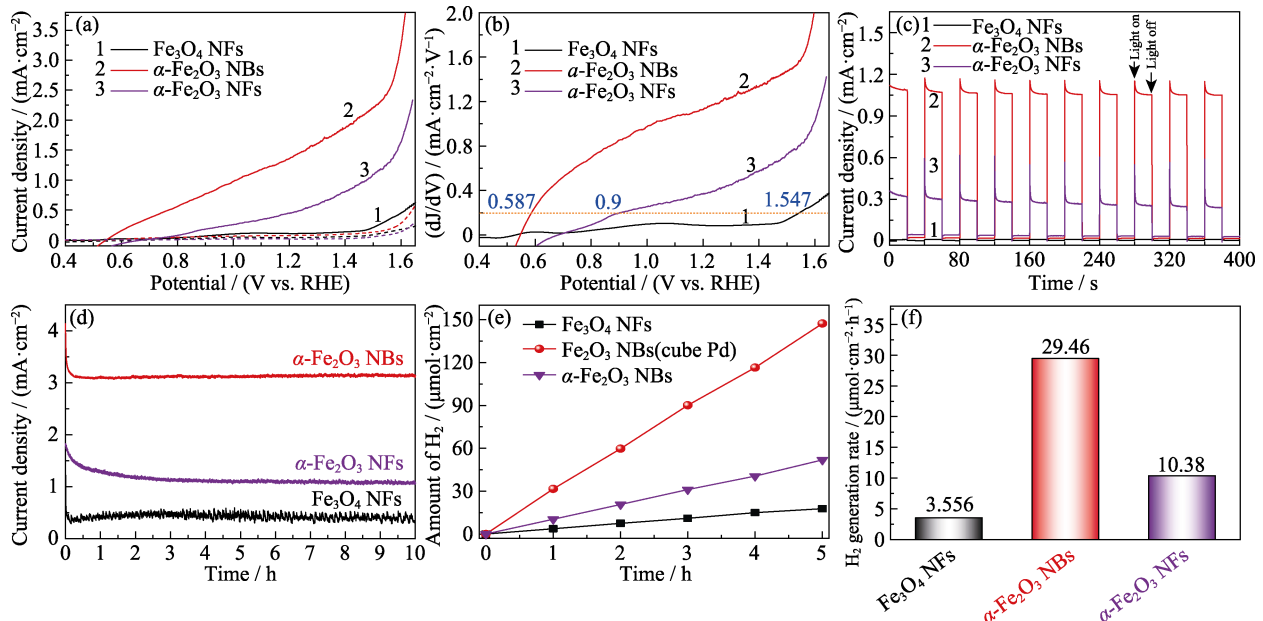 (a)
1 Fe₃O₄ NFs
2 α-Fe₂O₃ NBs
3 α-Fe₂O₃ NFs
3.5
3.0
2.5
2.0
1.5
1.0
0.5
0
2
3
1
0.4 0.6 0.8 1.0 1.2 1.4 1.6
Current density / (mA·cm⁻²)
Potential / (V vs. RHE)
(b)
1 Fe₃O₄ NFs
2 a-Fe₂O₃ NBs
3 a-Fe₂O₃ NFs
2.0
1.6
1.2
0.8
0.4
0
2
3
1
0.587 0.9 1.547
0.4 0.6 0.8 1.0 1.2 1.4 1.6
(dJ/dV) / (mA·cm⁻²·V⁻¹)
Potential / (V vs. RHE)
(c)
1 Fe₃O₄ NFs
2 α-Fe₂O₃ NBs
3 α-Fe₂O₃ NFs
Light on
Light off
1.5
1.2
0.9
0.6
0.3
0
2
3
1
0 80 160 240 320 400
Current density / (mA·cm⁻²)
Time / s
(d)
4
3
2
1
0
α-Fe₂O₃ NBs
α-Fe₂O₃ NFs
Fe₃O₄ NFs
0 1 2 3 4 5 6 7 8 9 10
Current density / (mA·cm⁻²)
Time / h
(e)
Fe₃O₄ NFs
Fe₂O₃ NBs(cube Pd)
α-Fe₂O₃ NBs
150
120
90
60
30
0
0 1 2 3 4 5
Amount of H₂ / (μmol·cm⁻²)
Time / h
(f)
35
30
25
20
15
10
5
0
3.556
29.46
10.38
H₂ generation rate / (μmol·cm⁻²·h⁻¹)
Fe₃O₄ NFs
α-Fe₂O₃ NBs
α-Fe₂O₃ NFs